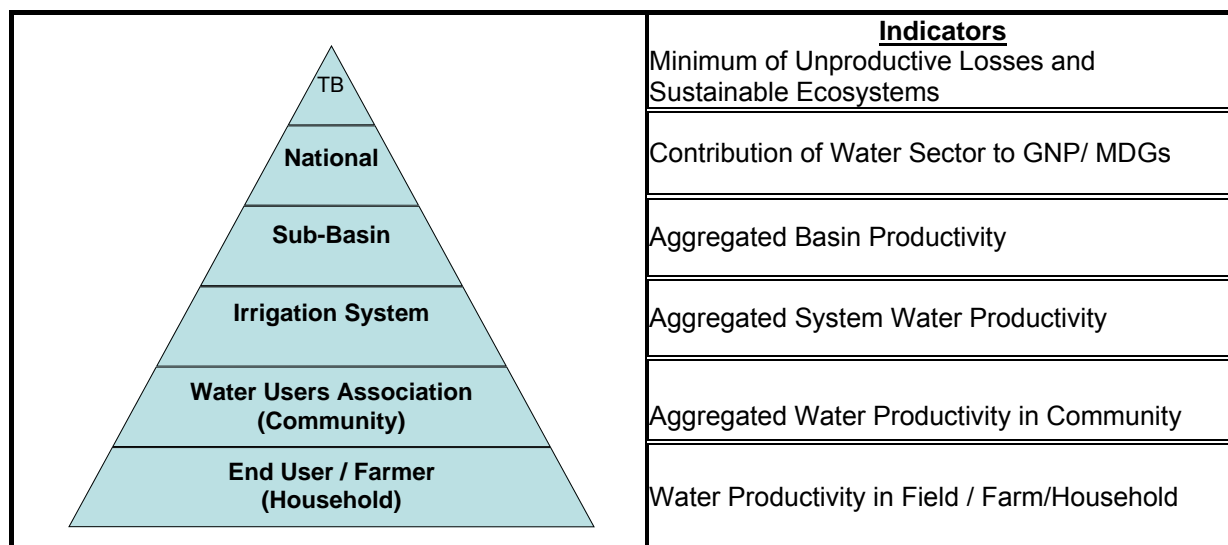 TB
National
Sub-Basin
Irrigation System
Water Users Association
(Community)
End User / Farmer
(Household)
Indicators
Minimum of Unproductive Losses and
Sustainable Ecosystems
Contribution of Water Sector to GNP/ MDGs
Aggregated Basin Productivity
Aggregated System Water Productivity
Aggregated Water Productivity in Community
Water Productivity in Field / Farm/Household